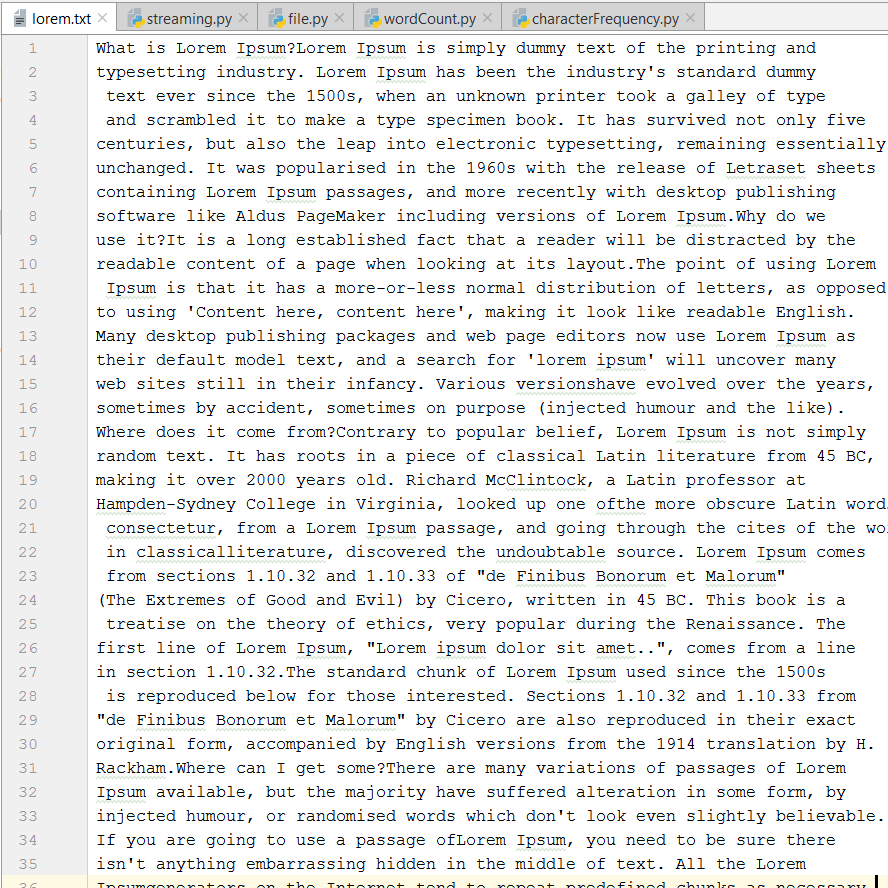 lorem.txt streaming.py file.py wordCount.py characterFrequency.py
1 What is Lorem Ipsum?Lorem Ipsum is simply dummy text of the printing and
2 typesetting industry. Lorem Ipsum has been the industry's standard dummy
3 text ever since the 1500s, when an unknown printer took a galley of type
4 and scrambled it to make a type specimen book. It has survived not only five
5 centuries, but also the leap into electronic typesetting, remaining essentially
6 unchanged. It was popularised in the 1960s with the release of Letraset sheets
7 containing Lorem Ipsum passages, and more recently with desktop publishing
8 software like Aldus PageMaker including versions of Lorem Ipsum.Why do we
9 use it?It is a long established fact that a reader will be distracted by the
10 readable content of a page when looking at its layout.The point of using Lorem
11 Ipsum is that it has a more-or-less normal distribution of letters, as opposed
12 to using 'Content here, content here', making it look like readable English.
13 Many desktop publishing packages and web page editors now use Lorem Ipsum as
14 their default model text, and a search for 'lorem ipsum' will uncover many
15 web sites still in their infancy. Various versionshave evolved over the years,
16 sometimes by accident, sometimes on purpose (injected humour and the like).
17 Where does it come from?Contrary to popular belief, Lorem Ipsum is not simply
18 random text. It has roots in a piece of classical Latin literature from 45 BC,
19 making it over 2000 years old. Richard McClintock, a Latin professor at
20 Hampden-Sydney College in Virginia, looked up one ofthe more obscure Latin word
21 consectetur, from a Lorem Ipsum passage, and going through the cites of the wo
22 in classicalliterature, discovered the undoubtable source. Lorem Ipsum comes
23 from sections 1.10.32 and 1.10.33 of "de Finibus Bonorum et Malorum"
24 (The Extremes of Good and Evil) by Cicero, written in 45 BC. This book is a
25 treatise on the theory of ethics, very popular during the Renaissance. The
26 first line of Lorem Ipsum, "Lorem ipsum dolor sit amet..", comes from a line
27 in section 1.10.32.The standard chunk of Lorem Ipsum used since the 1500s
28 is reproduced below for those interested. Sections 1.10.32 and 1.10.33 from
29 "de Finibus Bonorum et Malorum" by Cicero are also reproduced in their exact
30 original form, accompanied by English versions from the 1914 translation by H.
31 Rackham.Where can I get some?There are many variations of passages of Lorem
32 Ipsum available, but the majority have suffered alteration in some form, by
33 injected humour, or randomised words which don't look even slightly believable.
34 If you are going to use a passage ofLorem Ipsum, you need to be sure there
35 isn't anything embarrassing hidden in the middle of text. All the Lorem
36 Ipsumgenerators on the Internet tend to repeat predefined chunks as necessary